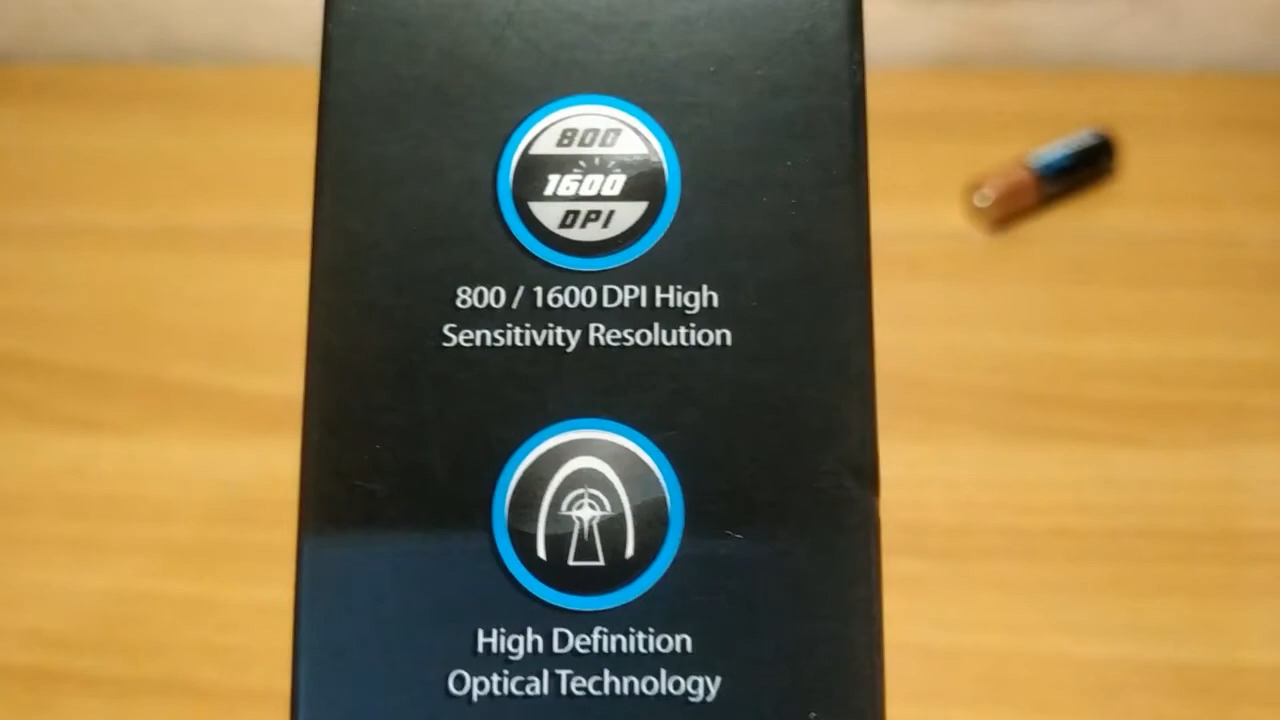 800
1600
DPI
800 / 1600 DPI High
Sensitivity Resolution
High Definition
Optical Technology